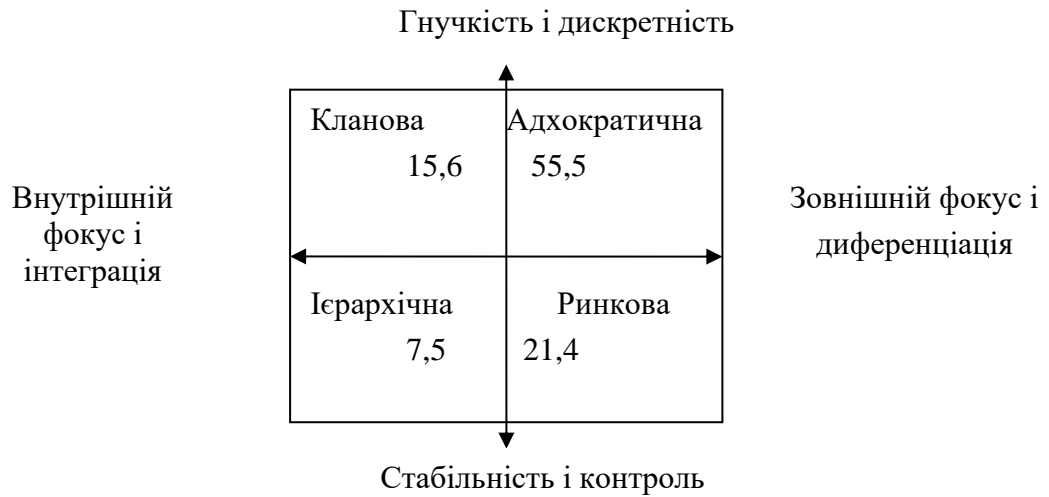 Гнучкість і дискретність
Кланова Адхократична
15,6 55,5
Внутрішній
фокус і
інтеграція
Зовнішній фокус і
диференціація
Ієрархічна Ринкова
7,5 21,4
Стабільність і контроль